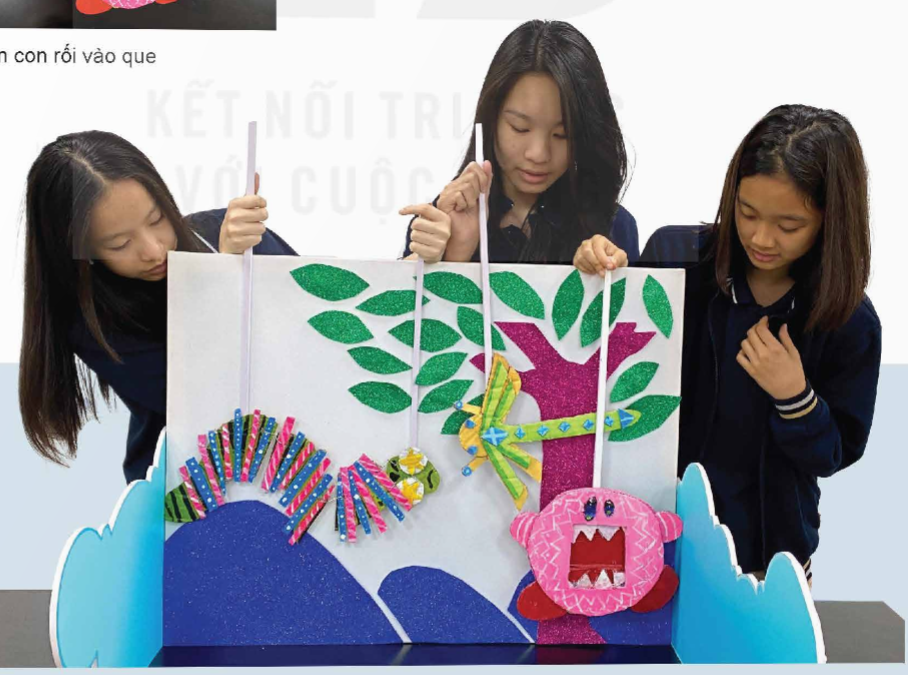 n con rối vào que
KẾT NỐI TRI
VỚI CUỘC